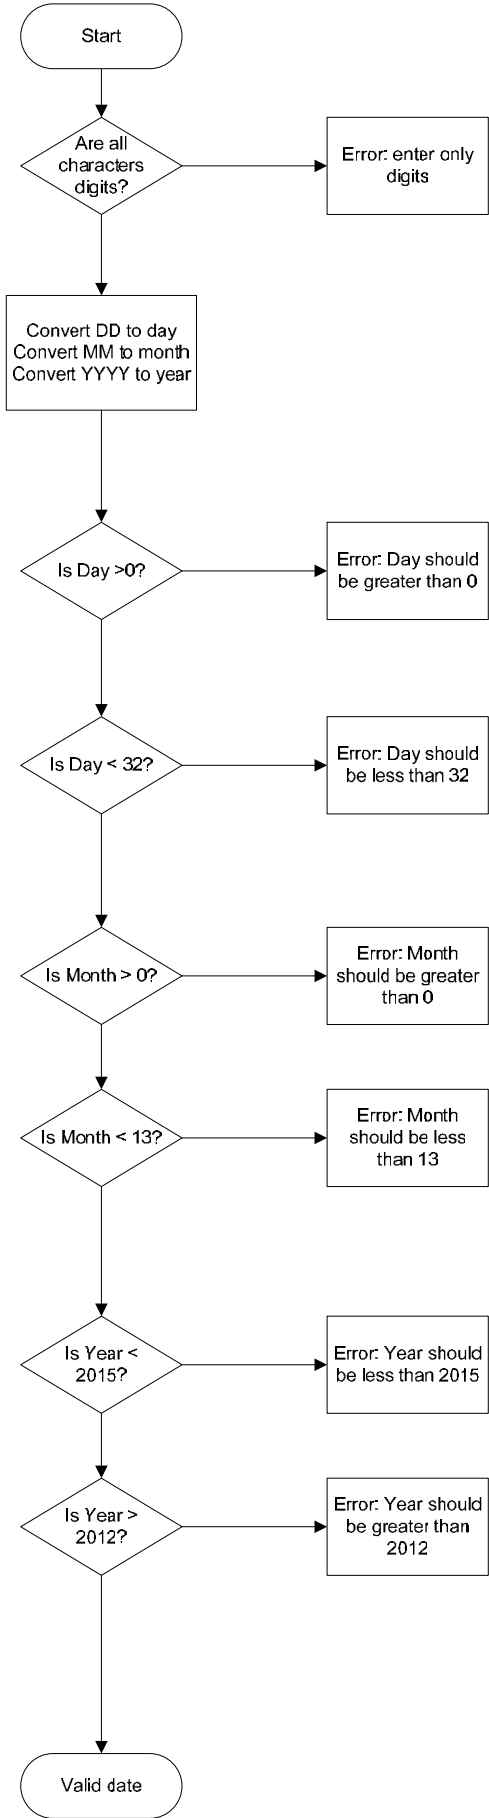 Start
Are all
characters
digits?
Error: enter only
digits
Convert DD to day
Convert MM to month
Convert YYYY to year
Is Day >0?
Error: Day should
be greater than 0
Is Day < 32?
Error: Day should
be less than 32
Is Month > 0?
Error: Month
should be greater
than 0
Is Month < 13?
Error: Month
should be less
than 13
Is Year <
2015?
Error: Year should
be less than 2015
Is Year >
2012?
Error: Year should
be greater than
2012
Valid date